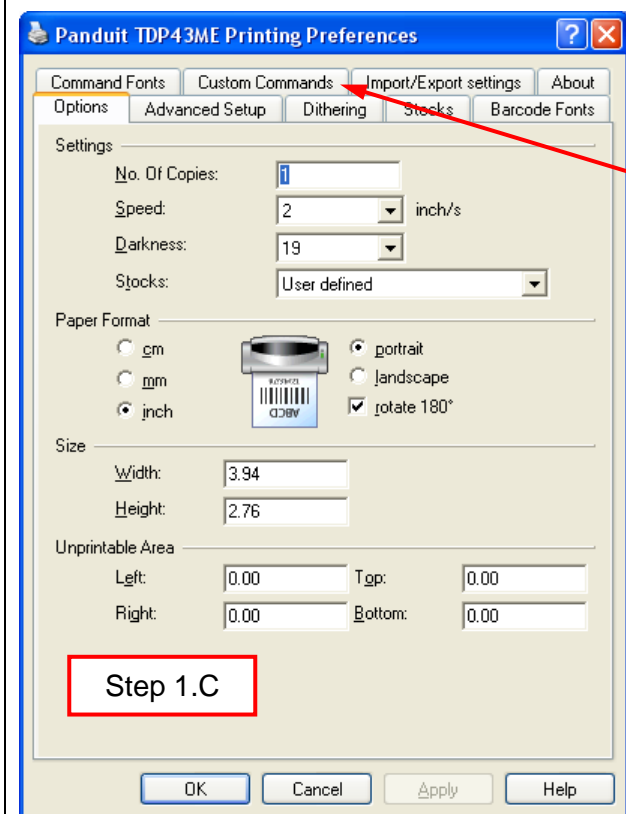 Panduit TDP43ME Printing Preferences
Command Fonts Custom Commands Import/Export settings About
Options Advanced Setup Dithering Stocks Barcode Fonts
Settings
No. Of Copies: 1
Speed: 2 inch/s
Darkness: 19
Stocks: User defined
Paper Format
cm portrait
mm landscape
inch rotate 180°
ABCD
Size
Width: 3.94
Height: 2.76
Unprintable Area
Left: 0.00 Top: 0.00
Right: 0.00 Bottom: 0.00
Step 1.C
OK Cancel Apply Help